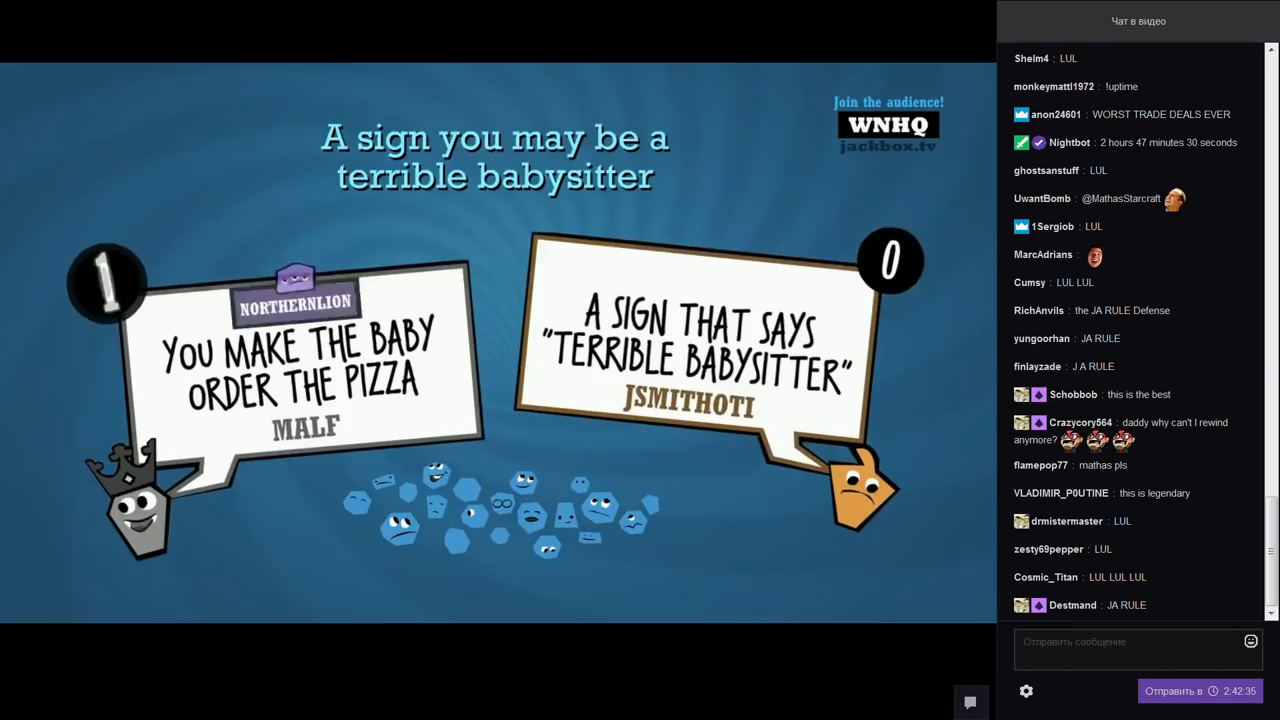 A sign you may be a
terrible babysitter
Join the audience!
WNHQ
jackbox.tv
1
NORTHERNLION
YOU MAKE THE BABY
ORDER THE PIZZA
MALF
0
A SIGN THAT SAYS
"TERRIBLE BABYSITTER"
JSMITHOTI
Чат в видео
Shelm4 : LUL
monkeymattl1972 : !uptime
anon24601 : WORST TRADE DEALS EVER
Nightbot : 2 hours 47 minutes 30 seconds
ghostsanstuff : LUL
UwantBomb : @MathasStarcraft
1Sergiob : LUL
MarcAdrians :
Cumsy : LUL LUL
RichAnvils : the JA RULE Defense
yungoorhan : JA RULE
finlayzade : J A RULE
Schobbob : this is the best
Crazycory564 : daddy why can't I rewind
anymore?
flamepop77 : mathas pls
VLADIMIR_P0UTINE : this is legendary
drmistermaster : LUL
zesty69pepper : LUL
Cosmic_Titan : LUL LUL LUL
Destmand : JA RULE
Отправить сообщение
Отправить в 2:42:35